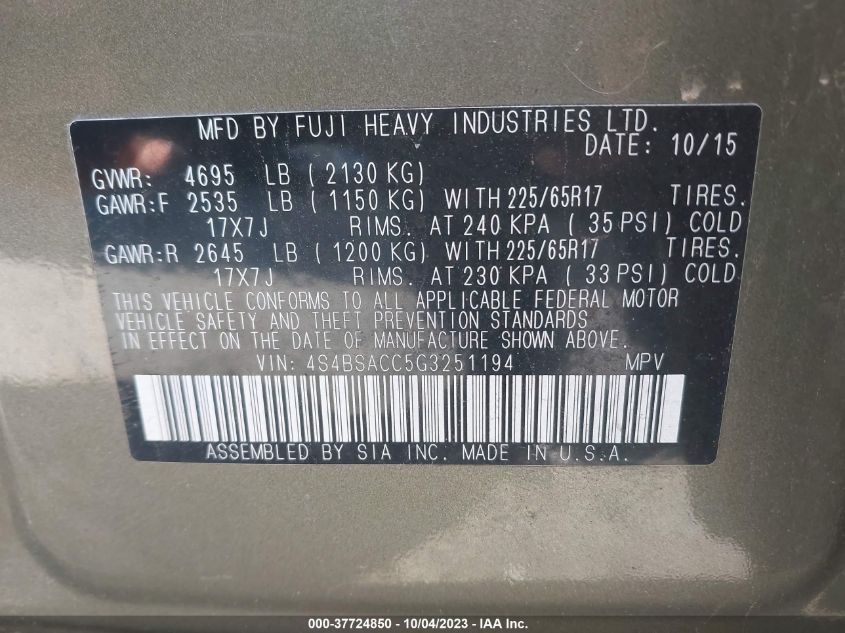 MFD BY FUJI HEAVY INDUSTRIES LTD.
DATE: 10/15
GVWR: 4695 LB ( 2130 KG)
GAWR:F 2535 LB ( 1150 KG) WITH 225/65R17 TIRES.
17X7J RIMS. AT 240 KPA ( 35 PSI) COLD
GAWR:R 2645 LB ( 1200 KG) WITH 225/65R17 TIRES.
17X7J RIMS. AT 230 KPA ( 33 PSI) COLD
THIS VEHICLE CONFORMS TO ALL APPLICABLE FEDERAL MOTOR
VEHICLE SAFETY AND THEFT PREVENTION STANDARDS
IN EFFECT ON THE DATE OF MANUFACTURE SHOWN ABOVE.
VIN: 4S4BSACC5G3251194 MPV
ASSEMBLED BY SIA INC. MADE IN U.S.A.
000-37724850 - 10/04/2023 - IAA Inc.